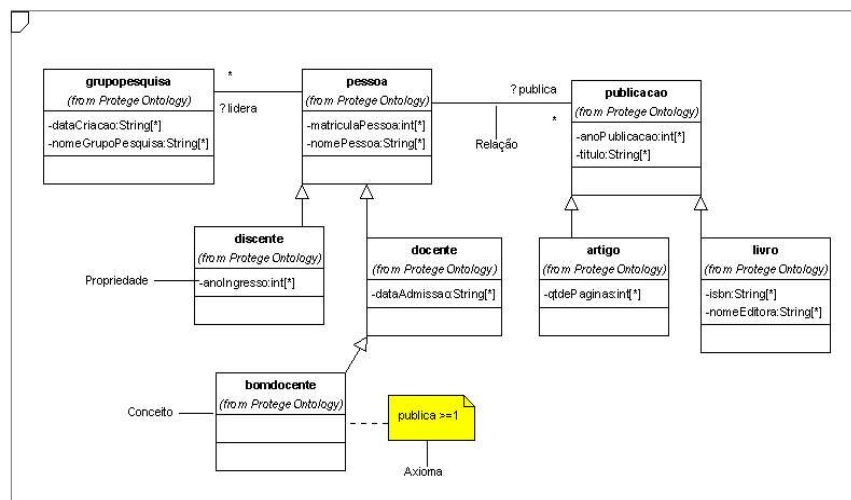 grupopesquisa
(from Protege Ontology)
-dataCriacao:String[*]
-nomeGrupoPesquisa:String[*]
*
?lidera
pessoa
(from Protege Ontology)
-matriculaPessoa:int[*]
-nomePessoa:String[*]
?publica
*
Relação
publicacao
(from Protege Ontology)
-anoPublicacao:int[*]
-titulo:String[*]
discente
(from Protege Ontology)
-anoIngresso:int[*]
Propriedade
docente
(from Protege Ontology)
-dataAdmissao:String[*]
artigo
(from Protege Ontology)
-qtdePaginas:int[*]
livro
(from Protege Ontology)
-isbn:String[*]
-nomeEditora:String[*]
bomdocente
(from Protege Ontology)
Conceito
publica >=1
Axioma